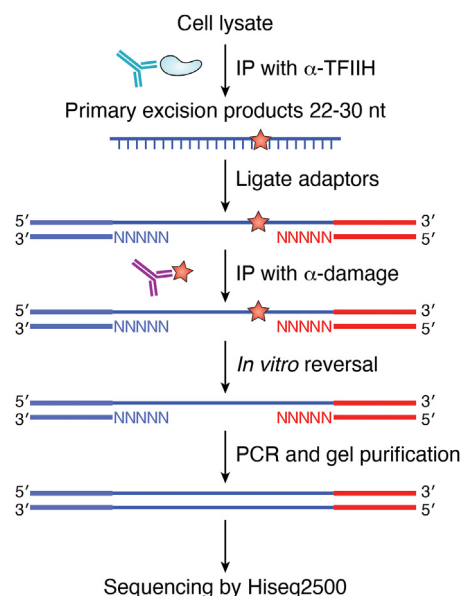 Cell lysate
IP with α-TFIIH
Primary excision products 22-30 nt
Ligate adaptors
5′ 3′
3′ NNNNN NNNNN 5′
IP with α-damage
5′ 3′
3′ NNNNN NNNNN 5′
In vitro reversal
5′ 3′
3′ NNNNN NNNNN 5′
PCR and gel purification
5′ 3′
3′ 5′
Sequencing by Hiseq2500